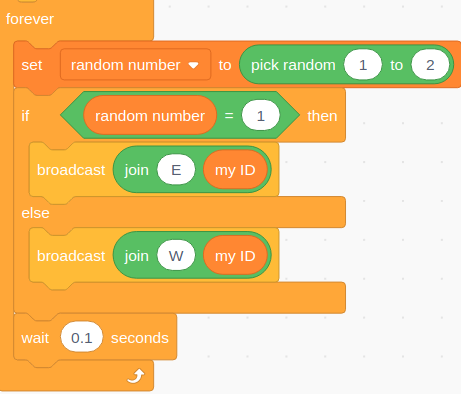 forever
set random number to pick random 1 to 2
if random number = 1 then
broadcast join E my ID
else
broadcast join W my ID
wait 0.1 seconds